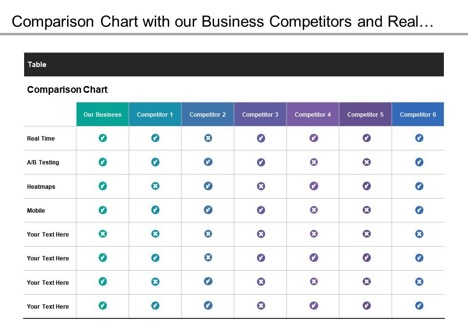 Comparison Chart with our Business Competitors and Real…
Table
Comparison Chart
Our Business Competitor 1 Competitor 2 Competitor 3 Competitor 4 Competitor 5 Competitor 6
Real Time
A/B Testing
Heatmaps
Mobile
Your Text Here
Your Text Here
Your Text Here
Your Text Here